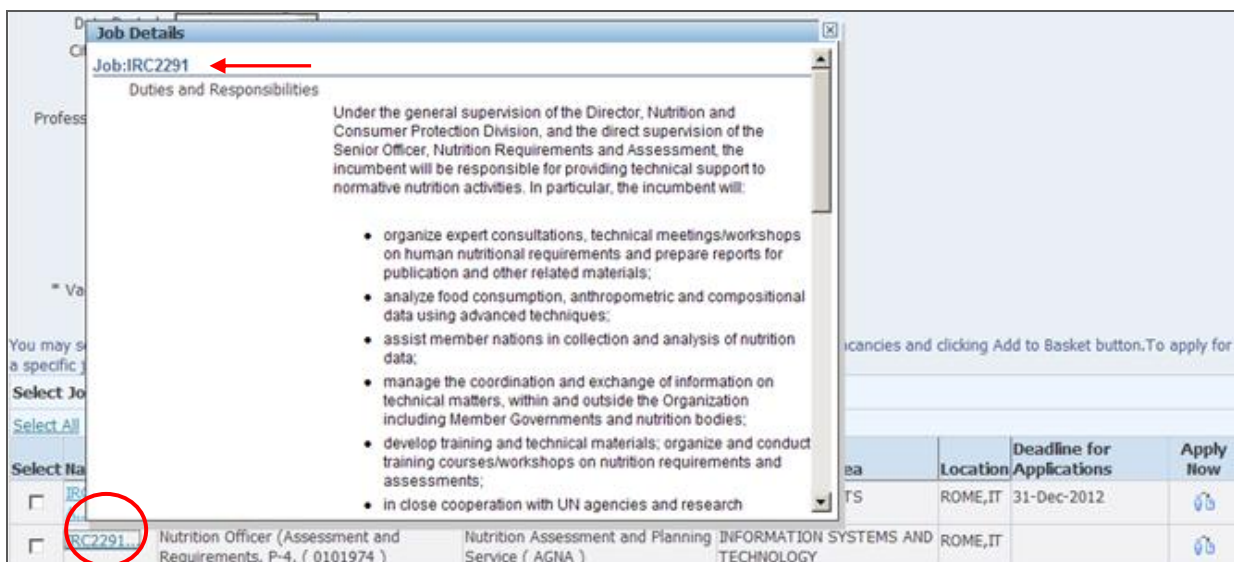 Job Details
Job:IRC2291
Duties and Responsibilities
Under the general supervision of the Director, Nutrition and
Consumer Protection Division, and the direct supervision of the
Senior Officer, Nutrition Requirements and Assessment, the
incumbent will be responsible for providing technical support to
normative nutrition activities. In particular, the incumbent will:
• organize expert consultations, technical meetings/workshops
on human nutritional requirements and prepare reports for
publication and other related materials;
• analyze food consumption, anthropometric and compositional
data using advanced techniques;
• assist member nations in collection and analysis of nutrition
data;
• manage the coordination and exchange of information on
technical matters, within and outside the Organization
including Member Governments and nutrition bodies;
• develop training and technical materials; organize and conduct
training courses/workshops on nutrition requirements and
assessments;
• in close cooperation with UN agencies and research
Profess
* Va
You may s
and clicking Add to Basket button.To apply for
a specific
Select Jo
Select All
Select Na
Location
Deadline for
Applications
Apply
Now
TS
ROME,IT
31-Dec-2012
IRC2291...
Nutrition Officer (Assessment and
Requirements, P-4, ( 0101974 )
Nutrition Assessment and Planning
Service ( AGNA )
INFORMATION SYSTEMS AND
TECHNOLOGY
ROME,IT